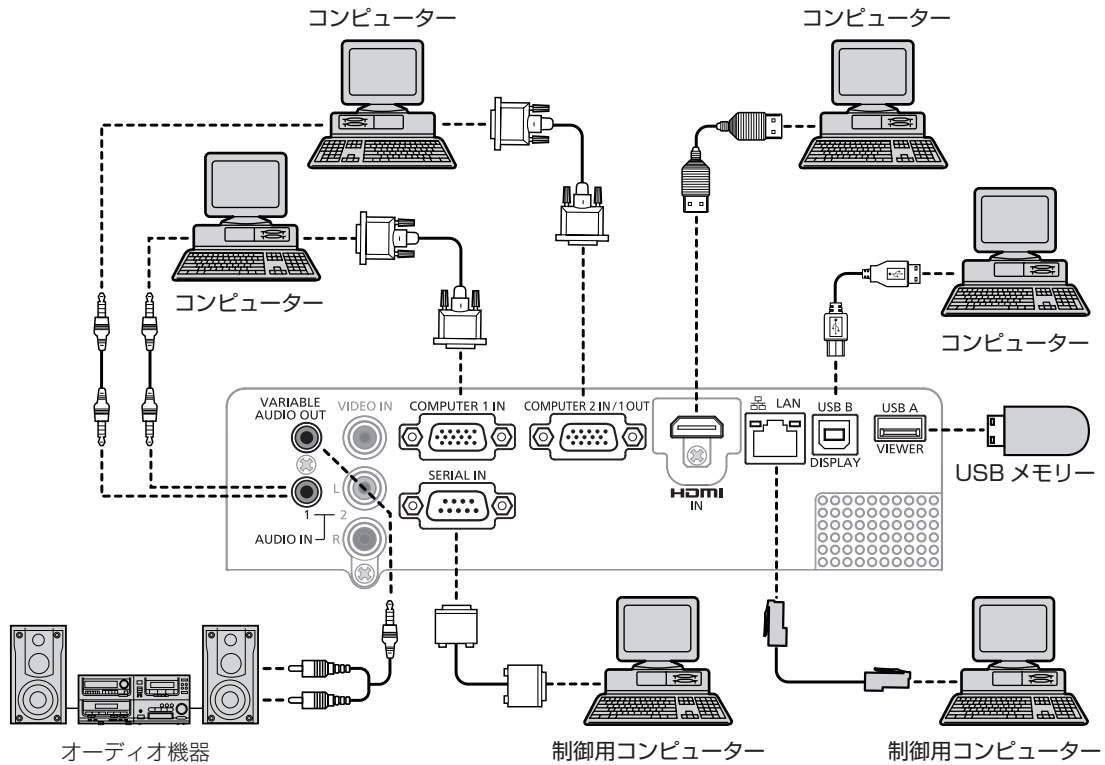 コンピューター
コンピューター
コンピューター
コンピューター
VARIABLE
AUDIO OUT
VIDEO IN
COMPUTER 1 IN
COMPUTER 2 IN/1 OUT
LAN
USB B
USB A
DISPLAY
VIEWER
USB メモリー
SERIAL IN
HDMI
IN
L
1
2
AUDIO IN
R
オーディオ機器
制御用コンピューター
制御用コンピューター